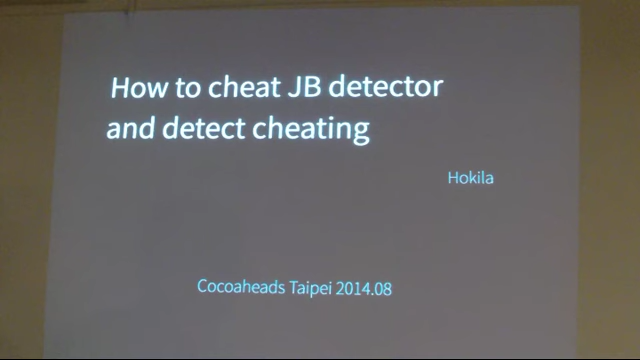 How to cheat JB detector
and detect cheating
Hokila
Cocoaheads Taipei 2014.08